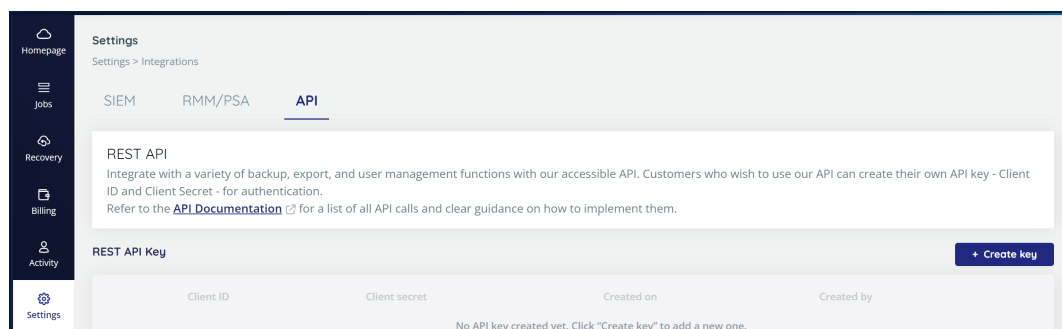 Homepage
Jobs
Recovery
Billing
Activity
Settings
Settings
Settings > Integrations
SIEM RMM/PSA API
REST API
Integrate with a variety of backup, export, and user management functions with our accessible API. Customers who wish to use our API can create their own API key - Client
ID and Client Secret - for authentication.
Refer to the API Documentation for a list of all API calls and clear guidance on how to implement them.
REST API Key
+ Create key
Client ID Client secret Created on Created by
No API key created yet. Click "Create key" to add a new one.